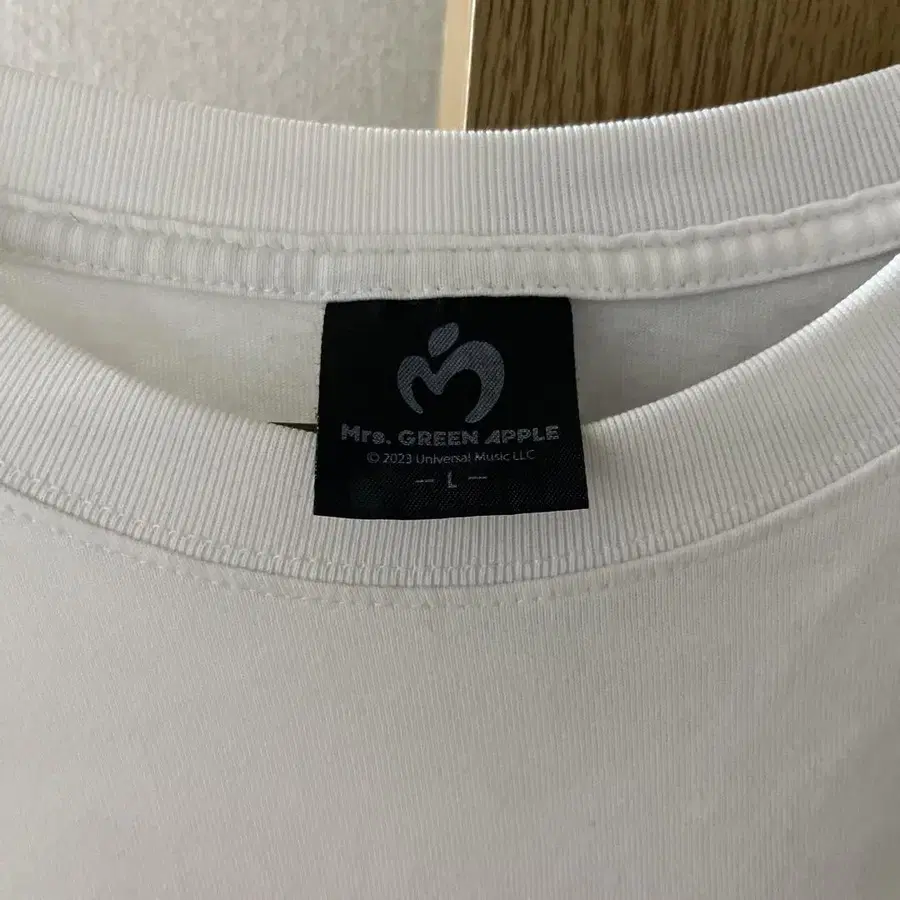 Mrs. GREEN APPLE
© 2023 Universal Music LLC
— L —